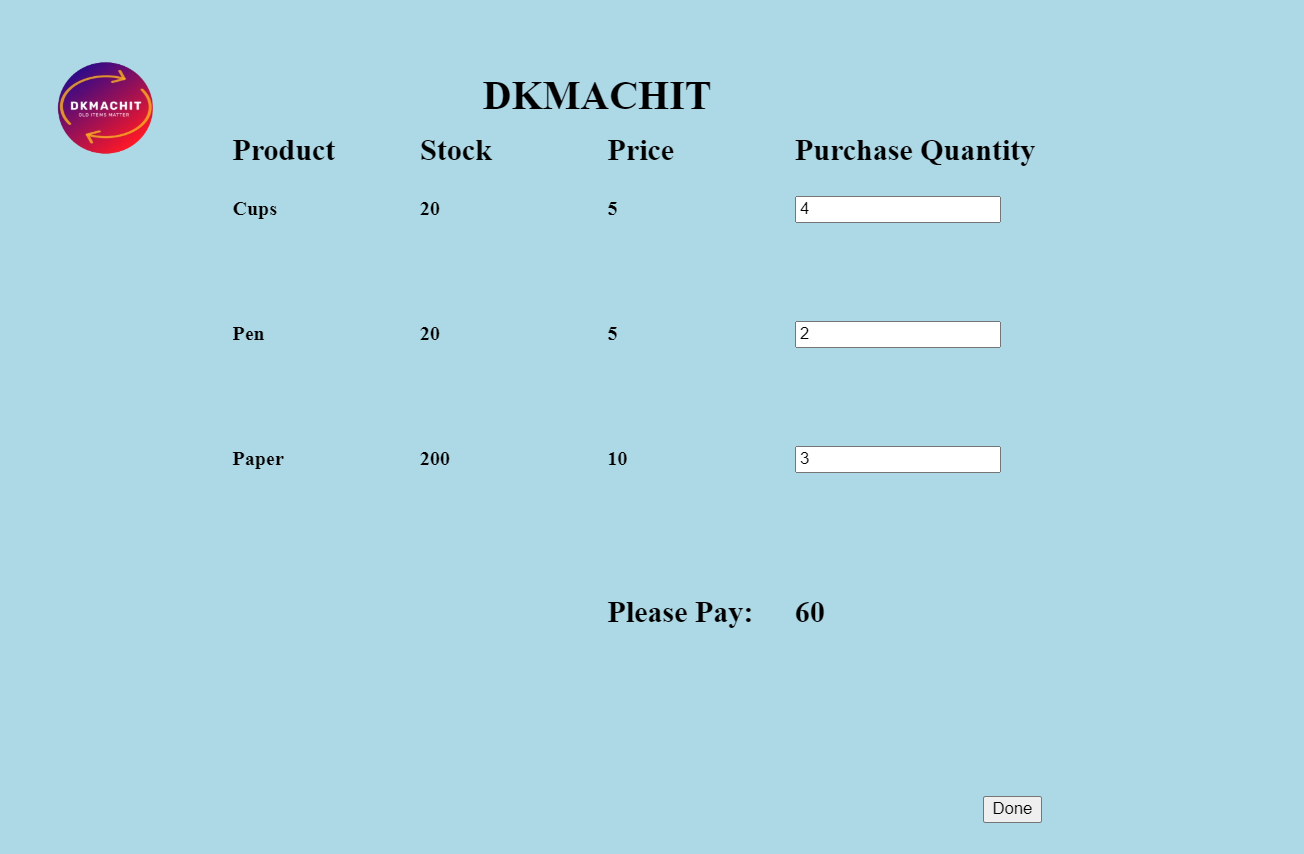 DKMACHIT
OLD ITEMS MATTER
DKMACHIT
Product Stock Price Purchase Quantity
Cups 20 5 4
Pen 20 5 2
Paper 200 10 3
Please Pay: 60
Done